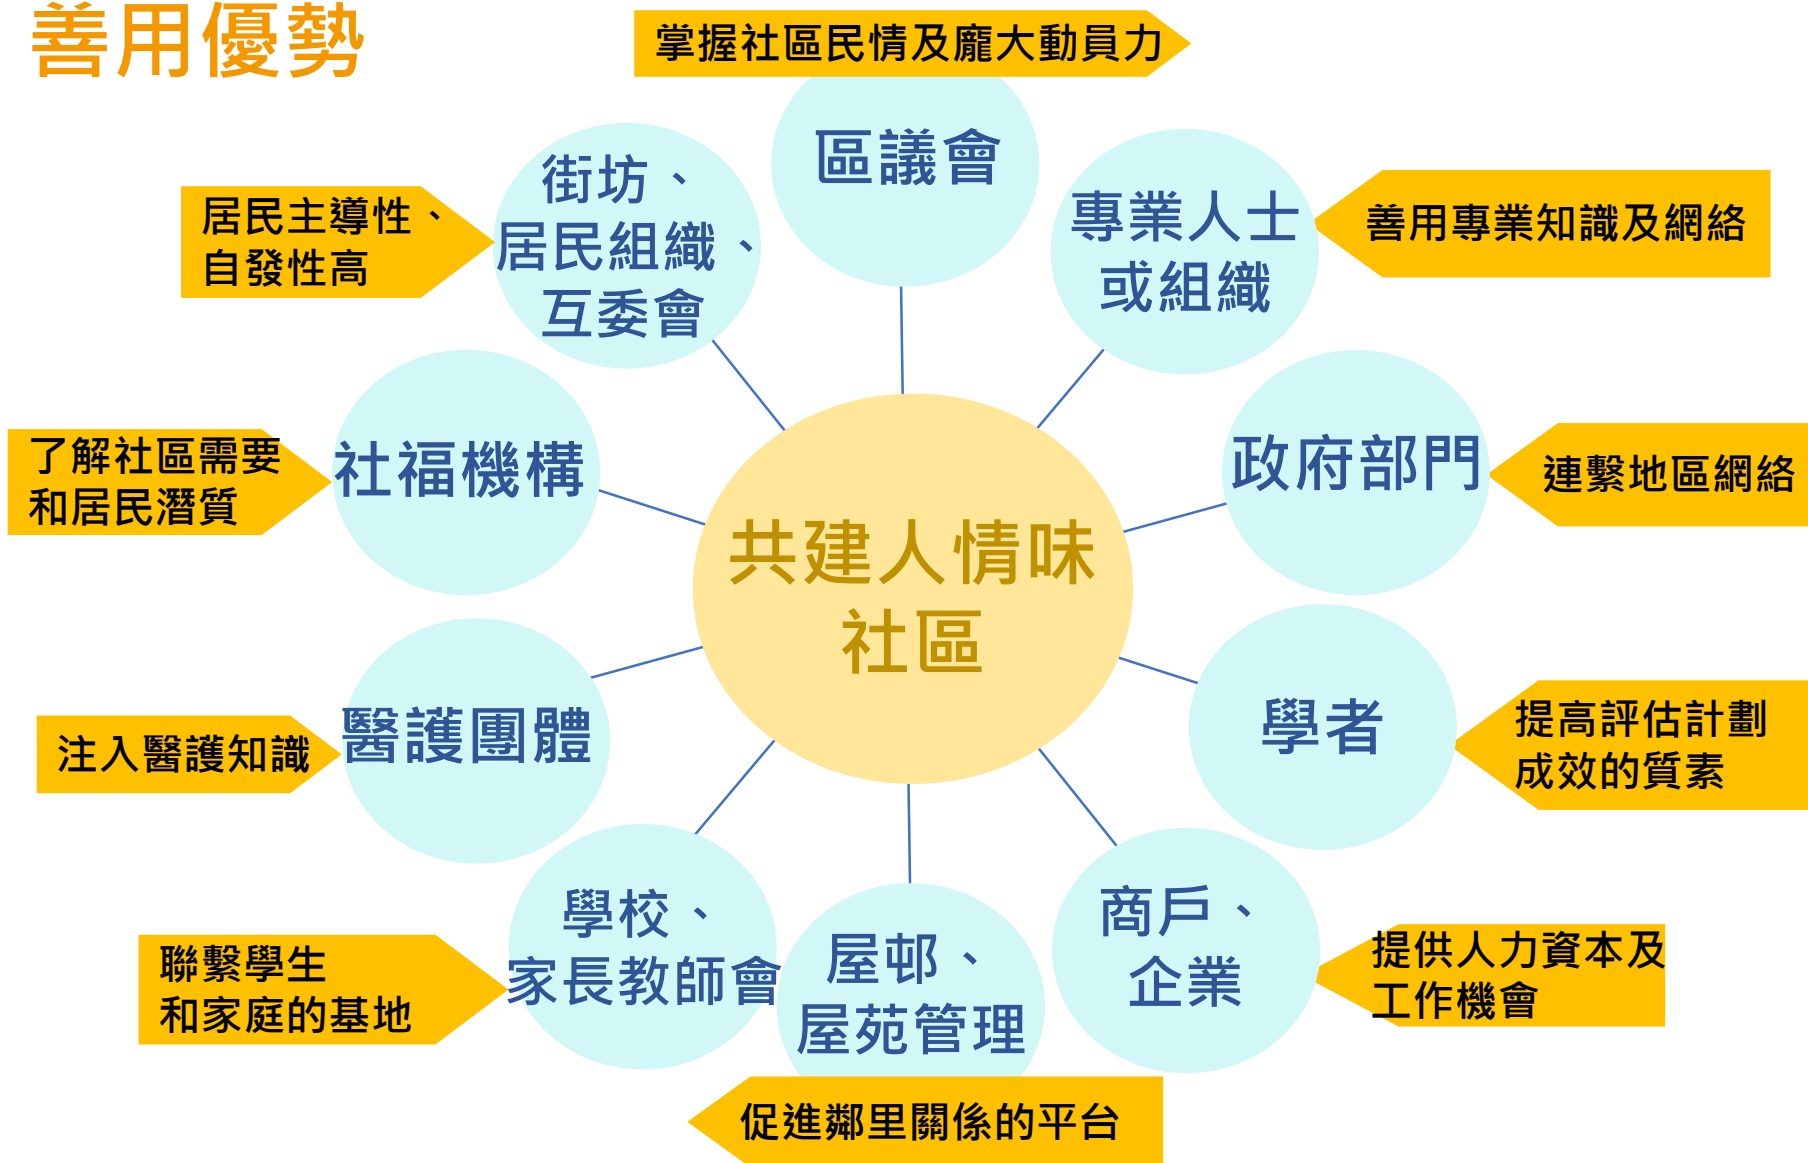 善用優勢
掌握社區民情及龐大動員力
區議會
街坊、
居民組織、
互委會
居民主導性、
自發性高
專業人士
或組織
善用專業知識及網絡
社福機構
了解社區需要
和居民潛質
政府部門
連繫地區網絡
共建人情味
社區
醫護團體
注入醫護知識
學者
提高評估計劃
成效的質素
學校、
家長教師會
聯繫學生
和家庭的基地
屋邨、
屋苑管理
促進鄰里關係的平台
商戶、
企業
提供人力資本及
工作機會